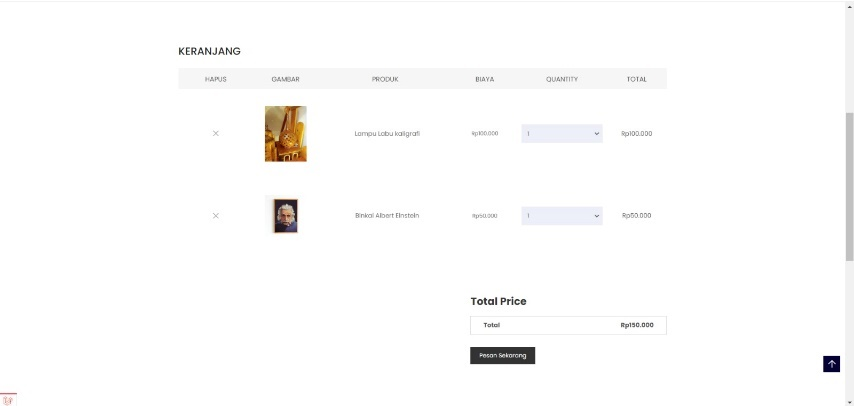 KERANJANG
HAPUS GAMBAR PRODUK BIAYA QUANTITY TOTAL
Lampu Labu kaligrafi Rp100.000 1 Rp100.000
Binkai Albert EInstein Rp50.000 1 Rp50.000
Total Price
Total Rp150.000
Pesan Sekarang